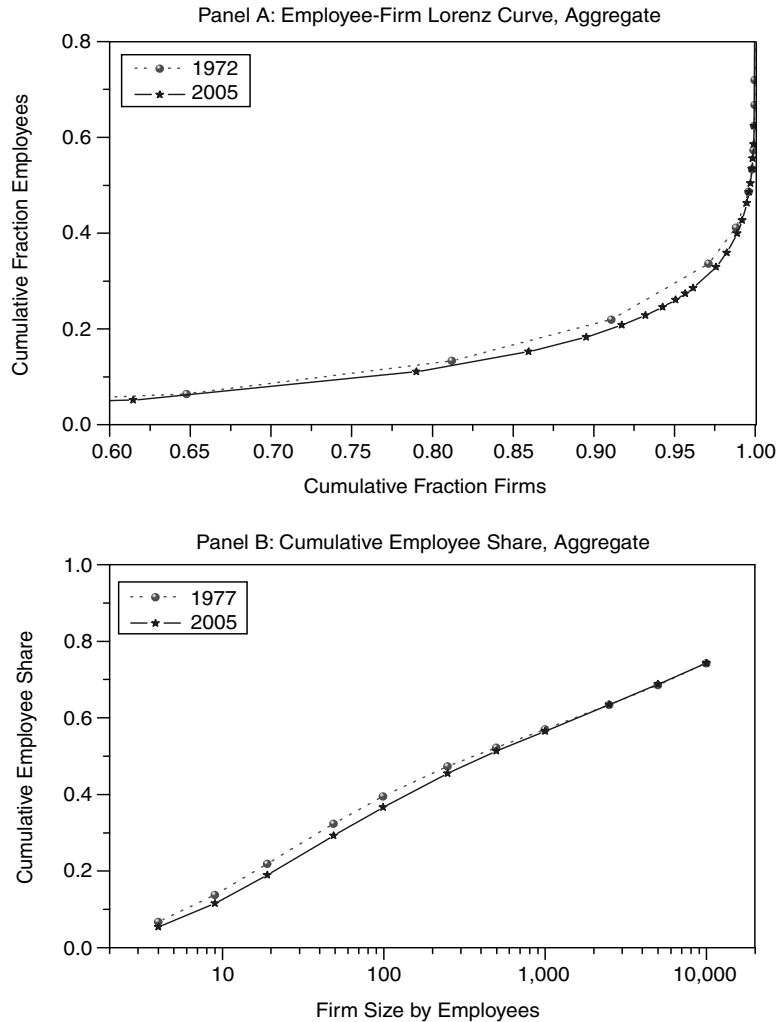 Panel A: Employee-Firm Lorenz Curve, Aggregate
0.8
0.6
0.4
0.2
0.0
Cumulative Fraction Employees
1972
2005
0.60 0.65 0.70 0.75 0.80 0.85 0.90 0.95 1.00
Cumulative Fraction Firms
Panel B: Cumulative Employee Share, Aggregate
1.0
0.8
0.6
0.4
0.2
0.0
Cumulative Employee Share
1977
2005
10 100 1,000 10,000
Firm Size by Employees